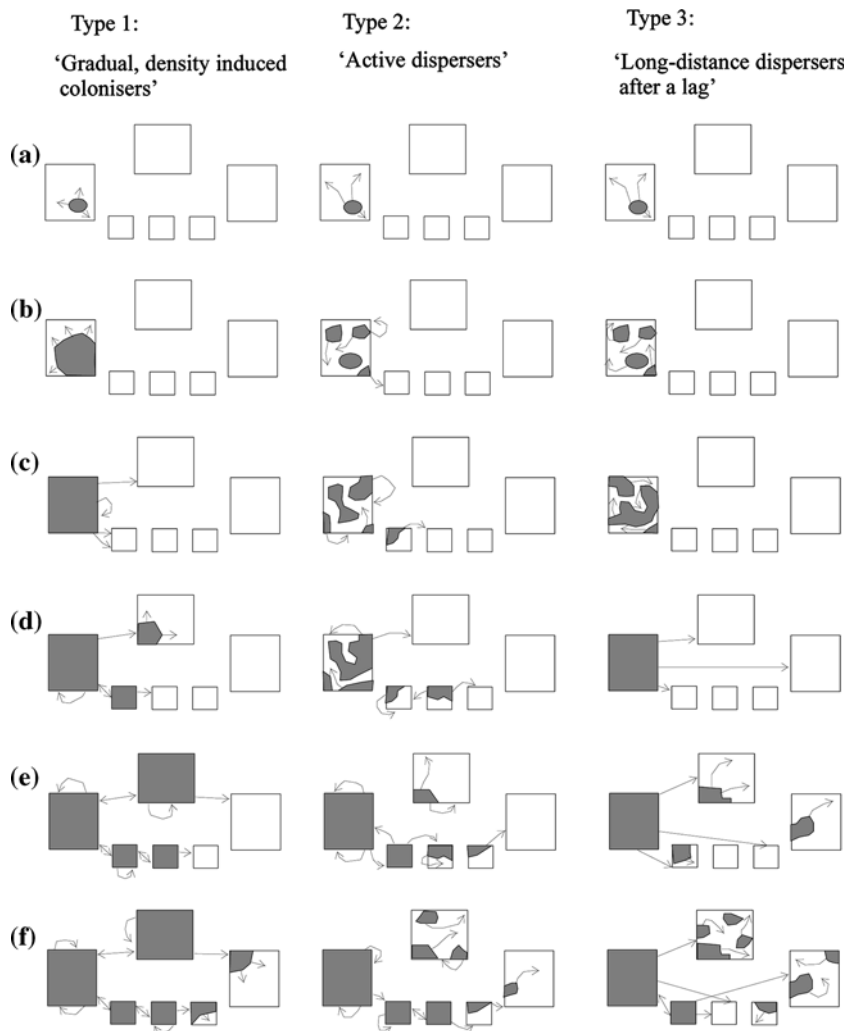 Type 1:
Type 2:
Type 3:
‘Gradual, density induced
colonisers’
‘Active dispersers’
‘Long-distance dispersers
after a lag’
(a)
(b)
(c)
(d)
(e)
(f)